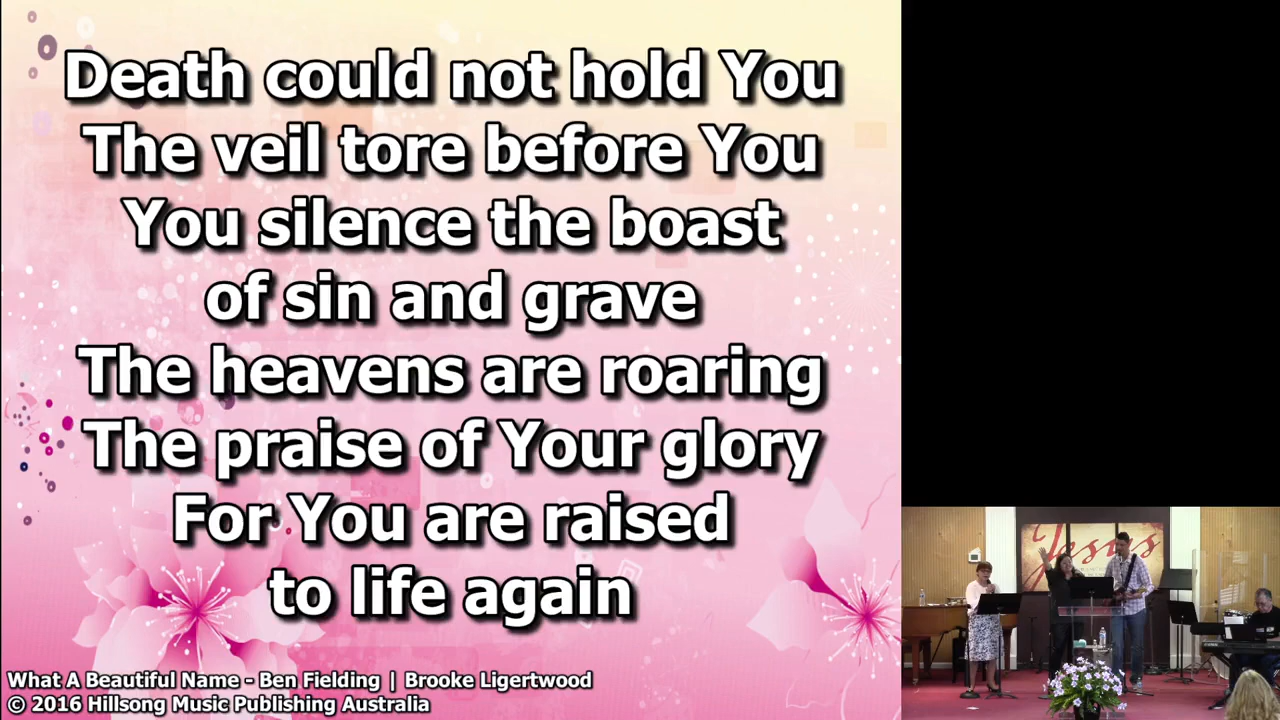 Death could not hold You
The veil tore before You
You silence the boast
of sin and grave
The heavens are roaring
The praise of Your glory
For You are raised
to life again
What A Beautiful Name - Ben Fielding | Brooke Ligertwood
© 2016 Hillsong Music Publishing Australia
Jesus